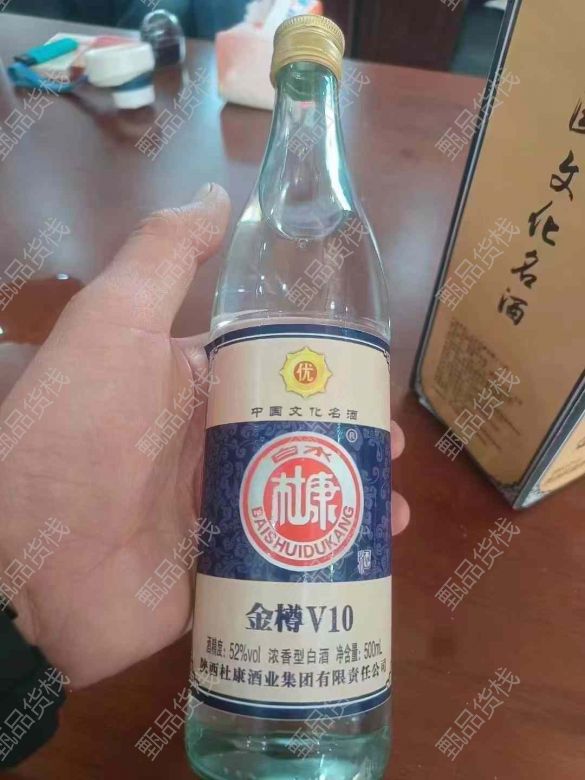 优
中国文化名酒
白水
杜康
®
BAISHUIDUKANG
酒
金樽V10
酒精度：52%vol 浓香型白酒 净含量：500mL
陕西杜康酒业集团有限责任公司
国文化名酒
甄品货栈